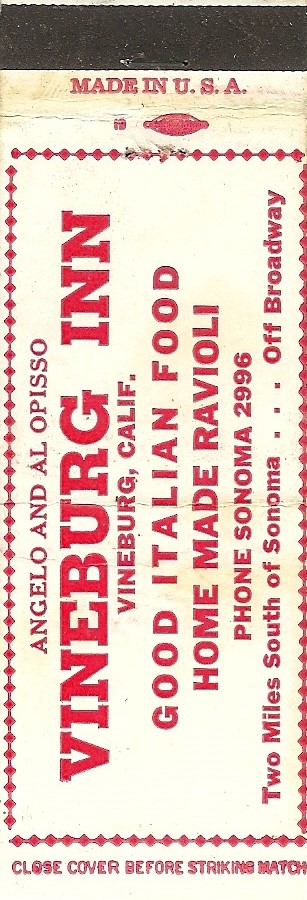 MADE IN U. S. A.
ANGELO AND AL OPISSO
VINEBURG INN
VINEBURG, CALIF.
GOOD ITALIAN FOOD
HOME MADE RAVIOLI
PHONE SONOMA 2996
Two Miles South of Sonoma . . . Off Broadway
CLOSE COVER BEFORE STRIKING MATCH